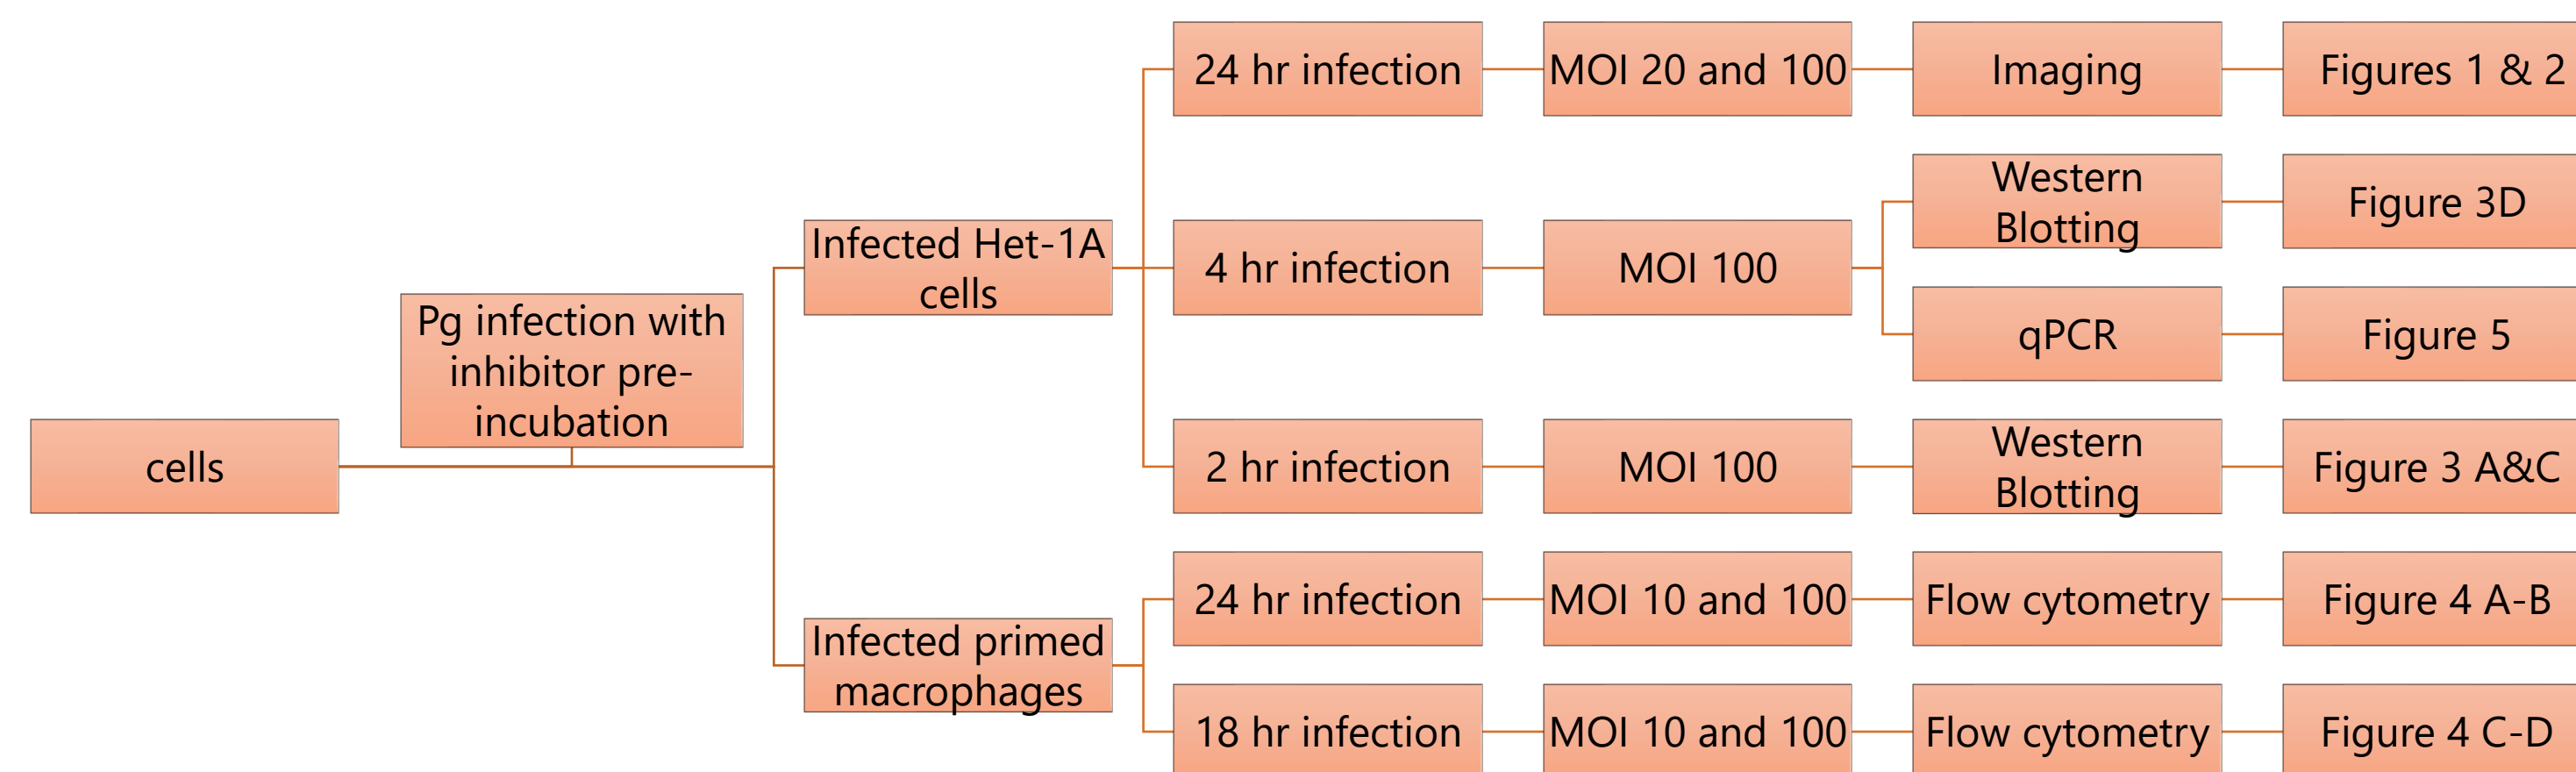 cells
Pg infection with
inhibitor pre-
incubation
Infected Het-1A
cells
24 hr infection
MOI 20 and 100
Imaging
Figures 1 & 2
4 hr infection
MOI 100
Western
Blotting
Figure 3D
qPCR
Figure 5
2 hr infection
MOI 100
Western
Blotting
Figure 3 A&C
Infected primed
macrophages
24 hr infection
MOI 10 and 100
Flow cytometry
Figure 4 A-B
18 hr infection
MOI 10 and 100
Flow cytometry
Figure 4 C-D